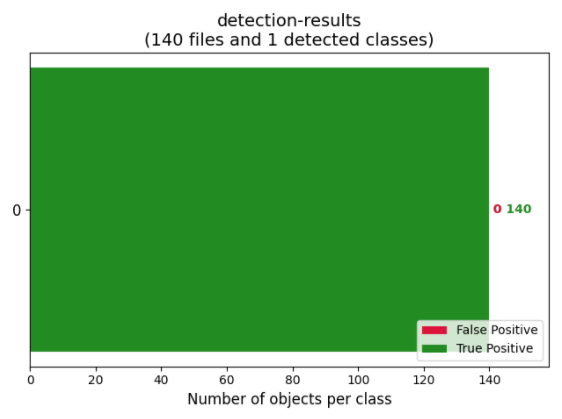 detection-results
(140 files and 1 detected classes)
0
0 140
False Positive
True Positive
0 20 40 60 80 100 120 140
Number of objects per class